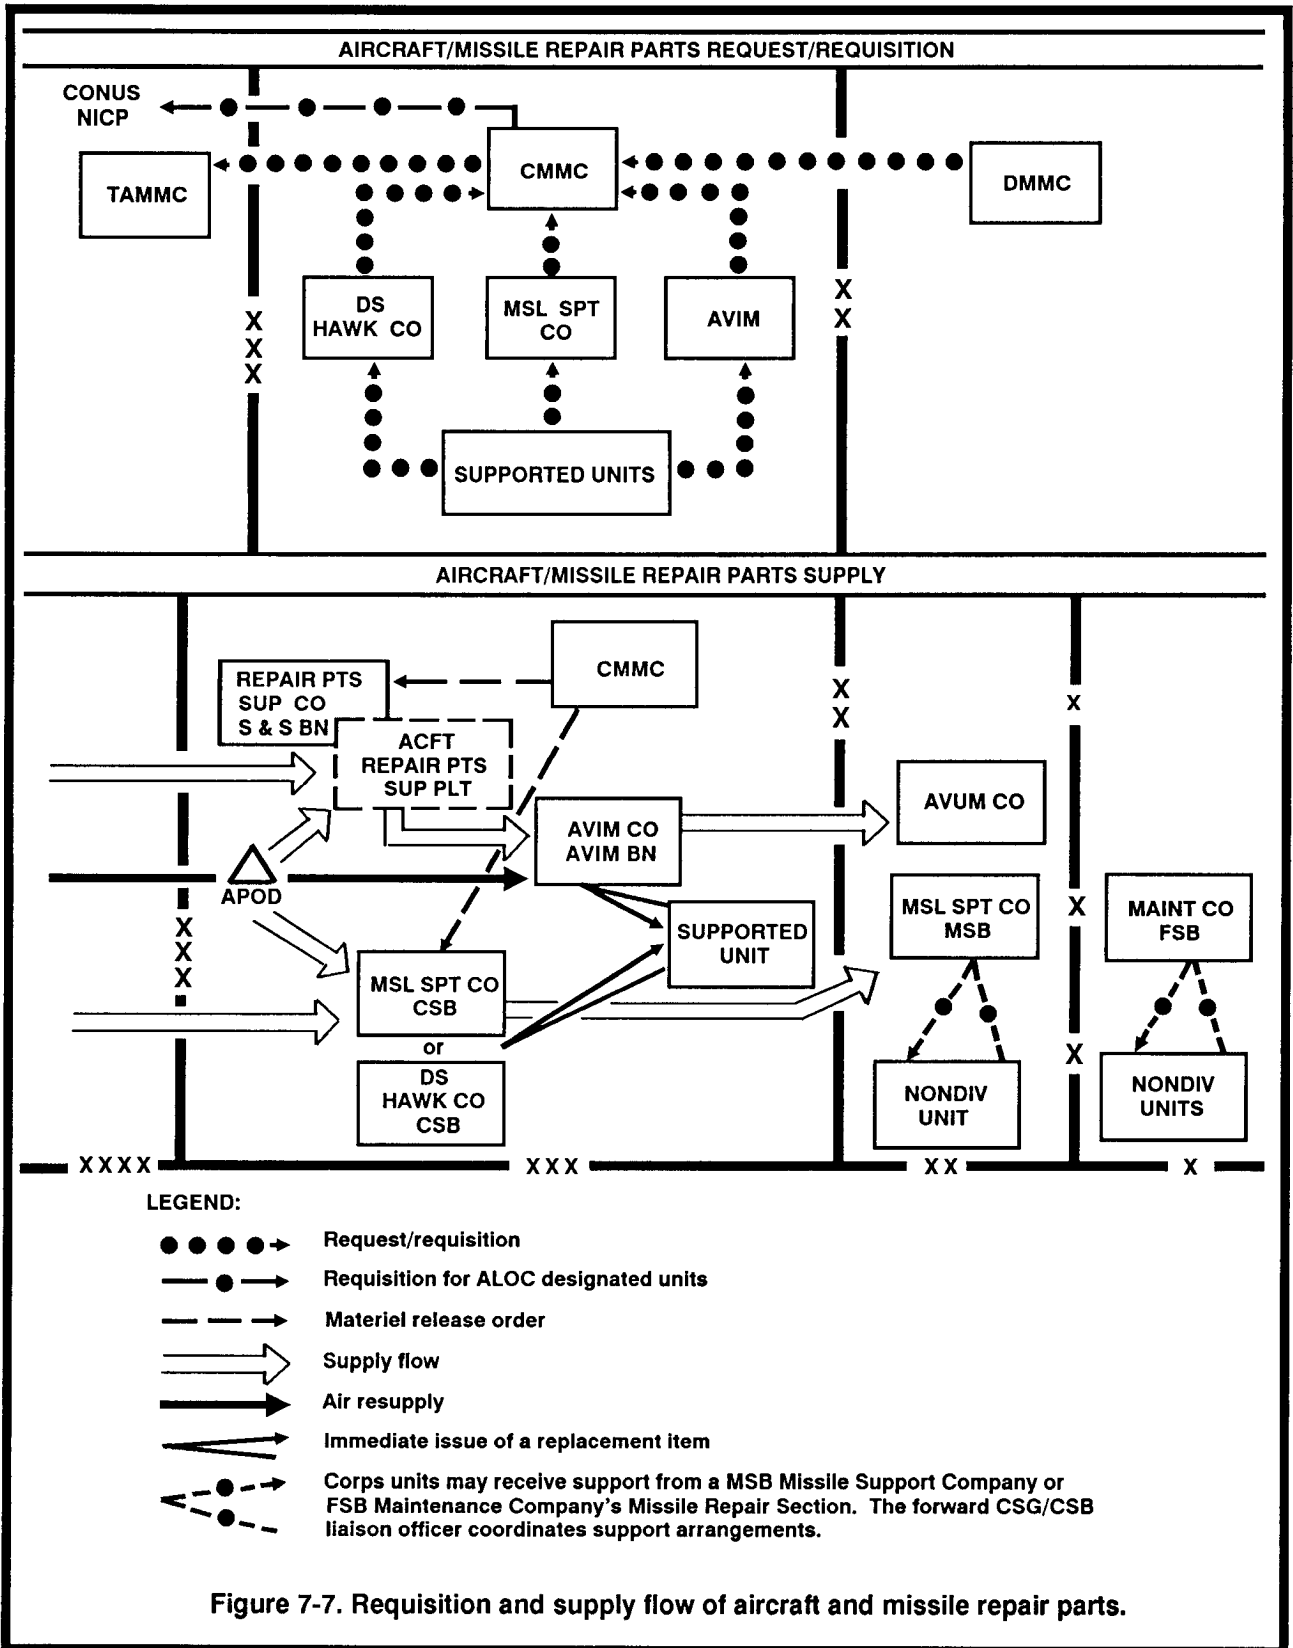 AIRCRAFT/MISSILE REPAIR PARTS REQUEST/REQUISITION
CONUS
NICP
TAMMC
CMMC
DMMC
DS
HAWK CO
MSL SPT
CO
AVIM
X
X
X
X
X
SUPPORTED UNITS
AIRCRAFT/MISSILE REPAIR PARTS SUPPLY
REPAIR PTS
SUP CO
S & S BN
CMMC
ACFT
REPAIR PTS
SUP PLT
X
X
X
AVIM CO
AVIM BN
AVUM CO
APOD
X
X
X
SUPPORTED
UNIT
MSL SPT CO
MSB
X
MAINT CO
FSB
MSL SPT CO
CSB
or
DS
HAWK CO
CSB
X
NONDIV
UNIT
NONDIV
UNITS
XXXX
XXX
XX
X
LEGEND:
Request/requisition
Requisition for ALOC designated units
Materiel release order
Supply flow
Air resupply
Immediate issue of a replacement item
Corps units may receive support from a MSB Missile Support Company or
FSB Maintenance Company's Missile Repair Section. The forward CSG/CSB
liaison officer coordinates support arrangements.
Figure 7-7. Requisition and supply flow of aircraft and missile repair parts.